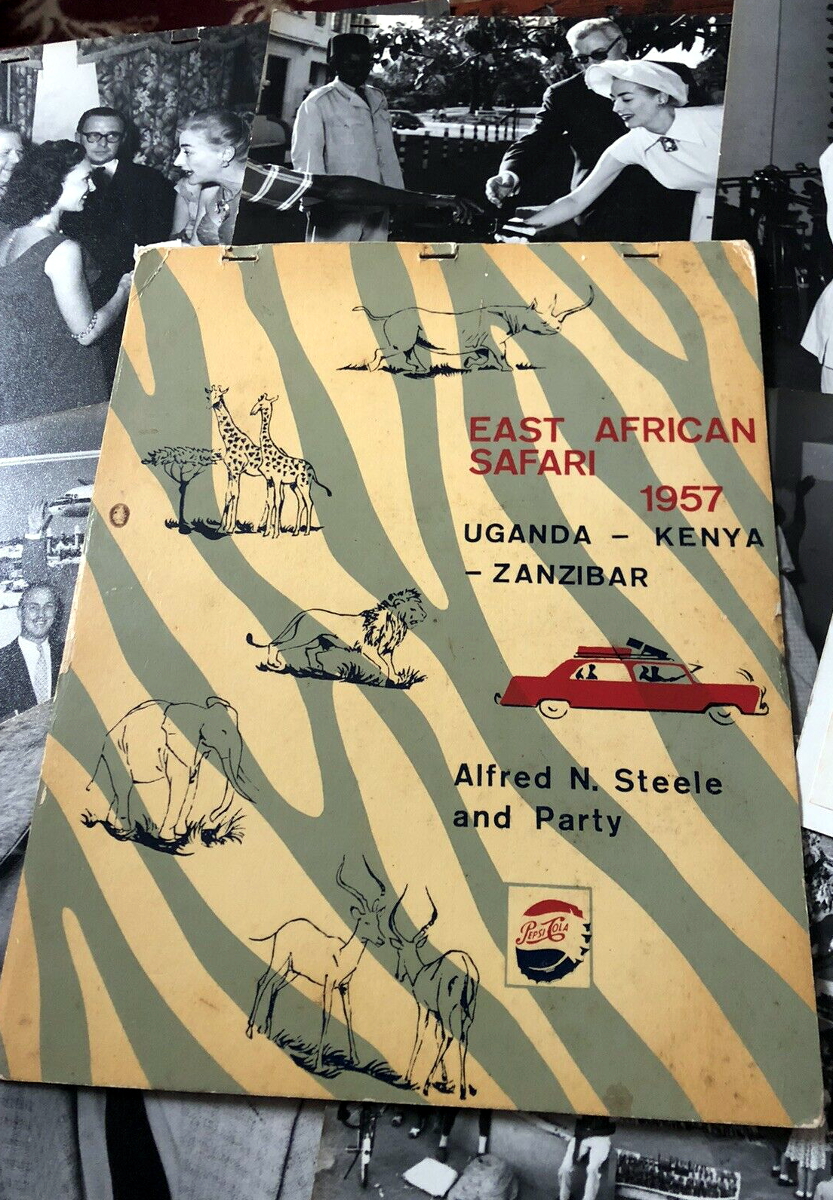 EAST AFRICAN
SAFARI
1957
UGANDA – KENYA
– ZANZIBAR
Alfred N. Steele
and Party
PEPSI COLA